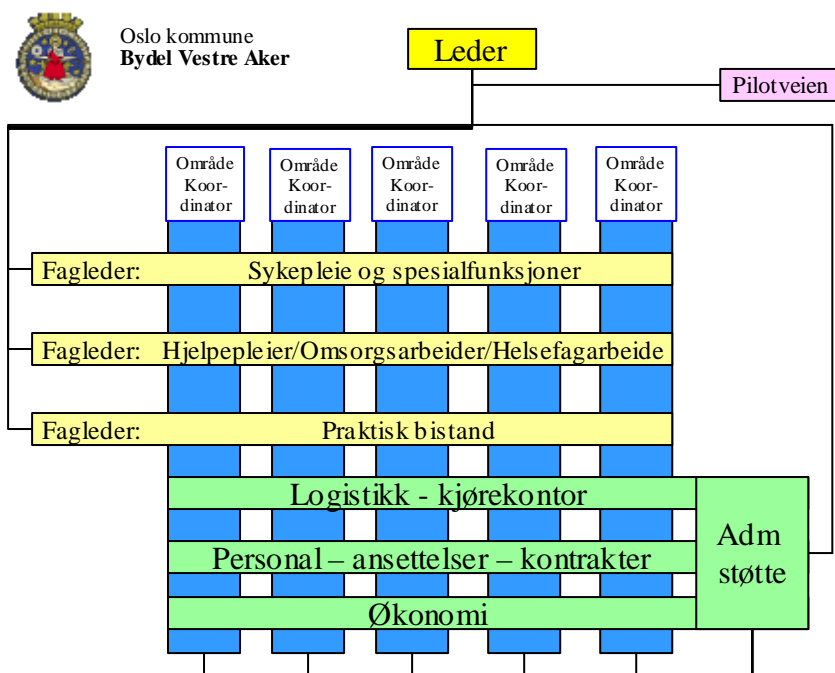 Oslo kommune
Bydel Vestre Aker
Leder
Pilotveien
Område
Koor-
dinator
Område
Koor-
dinator
Område
Koor-
dinator
Område
Koor-
dinator
Område
Koor-
dinator
Fagleder: Sykepleie og spesialfunksjoner
Fagleder: Hjelpepleier/Omsorgsarbeider/Helsefagarbeide
Fagleder: Praktisk bistand
Logistikk - kjørekontor
Personal – ansettelser – kontrakter
Økonomi
Adm
støtte